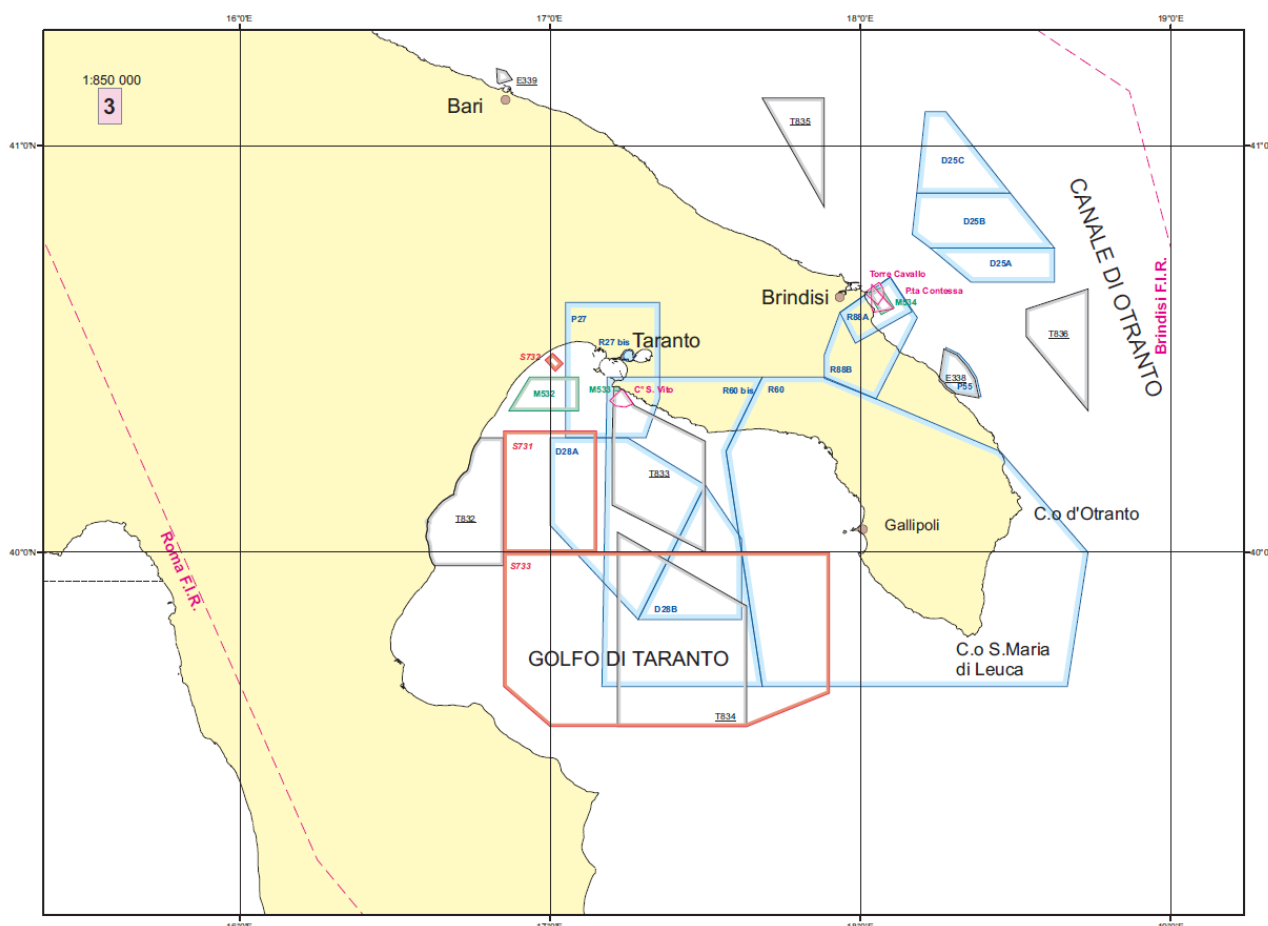 16°0'E
17°0'E
18°0'E
19°0'E
1:850 000
3
E339
Bari
T835
41°0'N
41°0'N
D25C
CANALE DI OTRANTO
D25B
D25A
Brindisi F.I.R.
Torre Cavallo
P.ta Contessa
Brindisi
M534
P27
R88A
T836
R27 bis
Taranto
S732
R88B
E338
P55
M532
M533
C° S. Vito
R60 bis
R60
S731
D28A
T833
T832
C.o d'Otranto
Gallipoli
40°0'N
Roma F.I.R.
S733
D28B
GOLFO DI TARANTO
C.o S.Maria
di Leuca
T834